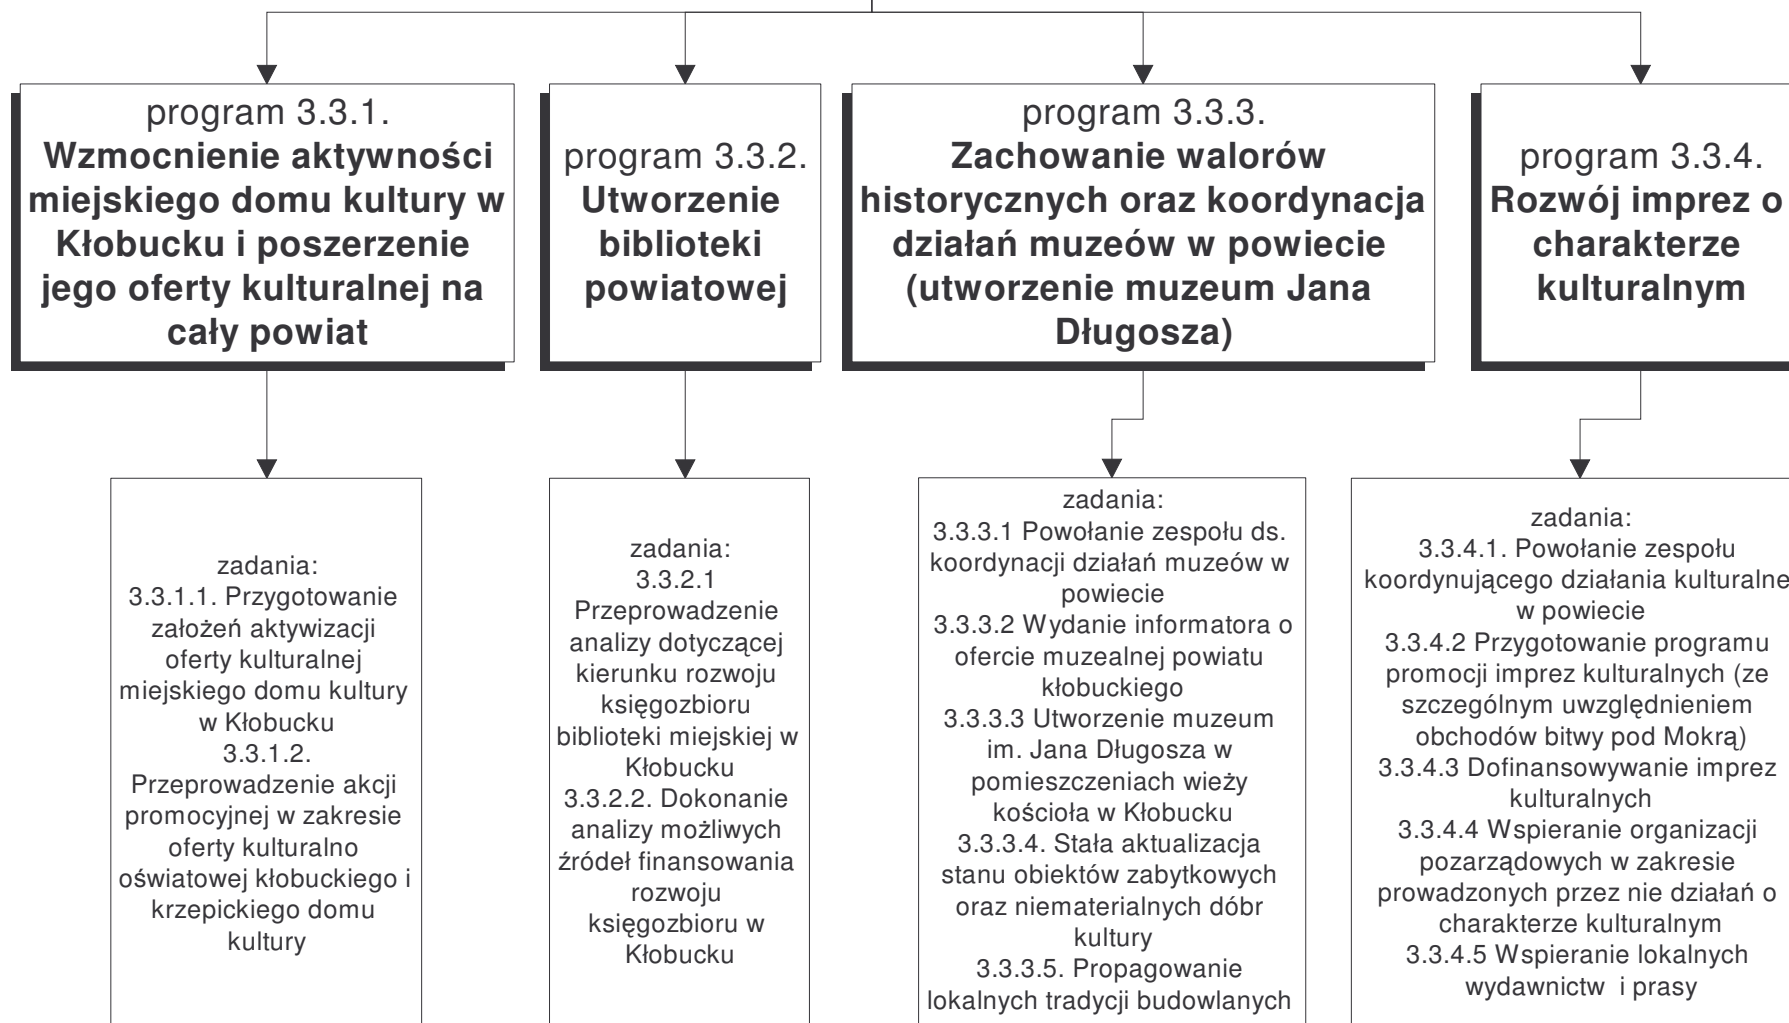 program 3.3.1.
Wzmocnienie aktywności
miejskiego domu kultury w
Kłobucku i poszerzenie
jego oferty kulturalnej na
cały powiat
program 3.3.2.
Utworzenie
biblioteki
powiatowej
program 3.3.3.
Zachowanie walorów
historycznych oraz koordynacja
działań muzeów w powiecie
(utworzenie muzeum Jana
Długosza)
program 3.3.4.
Rozwój imprez o
charakterze
kulturalnym
zadania:
3.3.1.1. Przygotowanie
założeń aktywizacji
oferty kulturalnej
miejskiego domu kultury
w Kłobucku
3.3.1.2.
Przeprowadzenie akcji
promocyjnej w zakresie
oferty kulturalno
oświatowej kłobuckiego i
krzepickiego domu
kultury
zadania:
3.3.2.1
Przeprowadzenie
analizy dotyczącej
kierunku rozwoju
księgozbioru
biblioteki miejskiej w
Kłobucku
3.3.2.2. Dokonanie
analizy możliwych
źródeł finansowania
rozwoju
księgozbioru w
Kłobucku
zadania:
3.3.3.1 Powołanie zespołu ds.
koordynacji działań muzeów w
powiecie
3.3.3.2 Wydanie informatora o
ofercie muzealnej powiatu
kłobuckiego
3.3.3.3 Utworzenie muzeum
im. Jana Długosza w
pomieszczeniach wieży
kościoła w Kłobucku
3.3.3.4. Stała aktualizacja
stanu obiektów zabytkowych
oraz niematerialnych dóbr
kultury
3.3.3.5. Propagowanie
lokalnych tradycji budowlanych
zadania:
3.3.4.1. Powołanie zespołu
koordynującego działania kulturalne
w powiecie
3.3.4.2 Przygotowanie programu
promocji imprez kulturalnych (ze
szczególnym uwzględnieniem
obchodów bitwy pod Mokrą)
3.3.4.3 Dofinansowywanie imprez
kulturalnych
3.3.4.4 Wspieranie organizacji
pozarządowych w zakresie
prowadzonych przez nie działań o
charakterze kulturalnym
3.3.4.5 Wspieranie lokalnych
wydawnictw i prasy